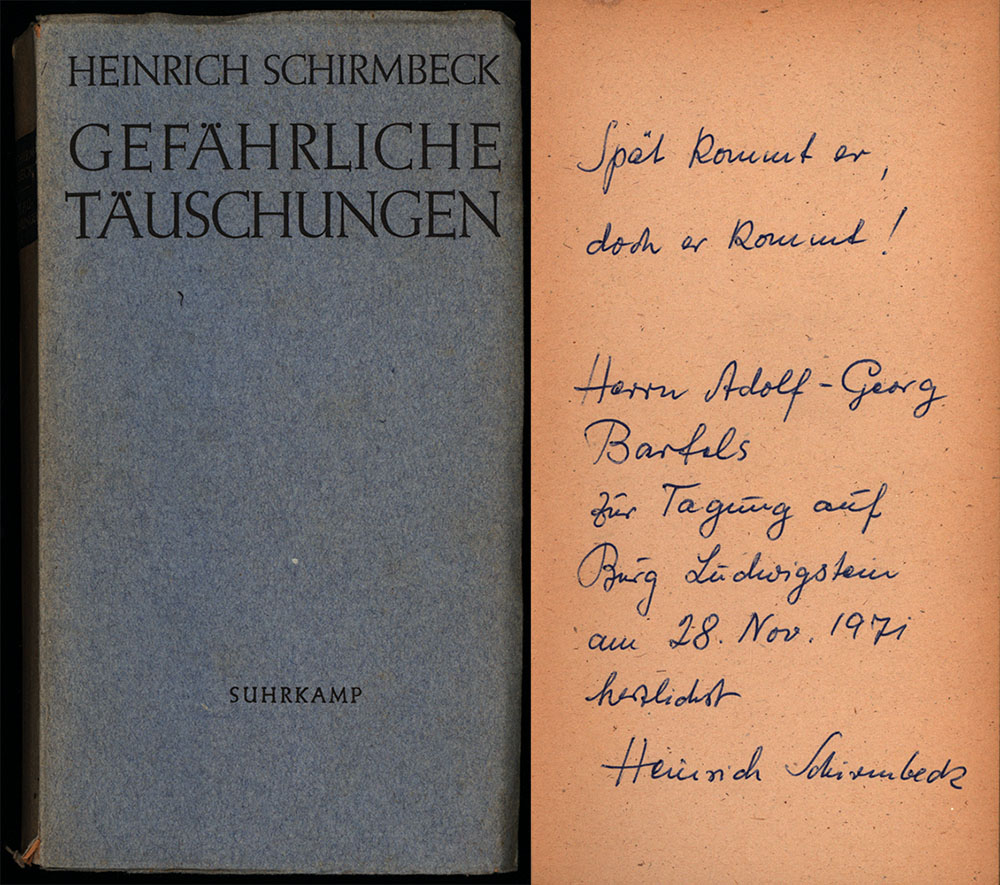 HEINRICH SCHIRMBECK
GEFÄHRLICHE
TÄUSCHUNGEN
SUHRKAMP
Spät kommt er,
doch er kommt!
Herrn Adolf-Georg
Bartels
zur Tagung auf
Burg Ludwigstein
am 28. Nov. 1971
herzlichst
Heinrich Schirmbeck